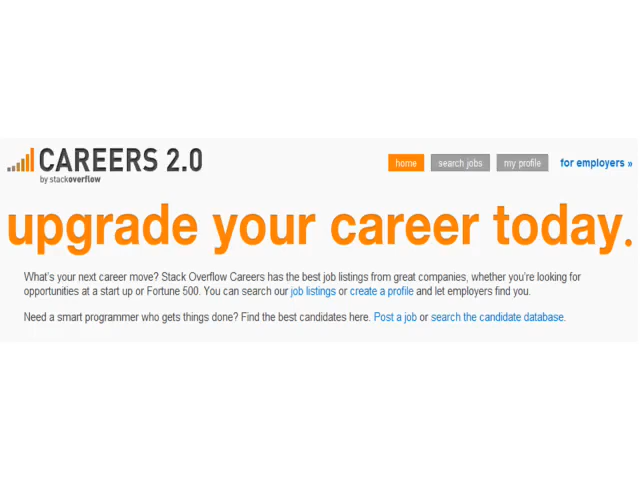 CAREERS 2.0
by stackoverflow
home search jobs my profile for employers »
upgrade your career today.
What's your next career move? Stack Overflow Careers has the best job listings from great companies, whether you're looking for
opportunities at a start up or Fortune 500. You can search our job listings or create a profile and let employers find you.
Need a smart programmer who gets things done? Find the best candidates here. Post a job or search the candidate database.